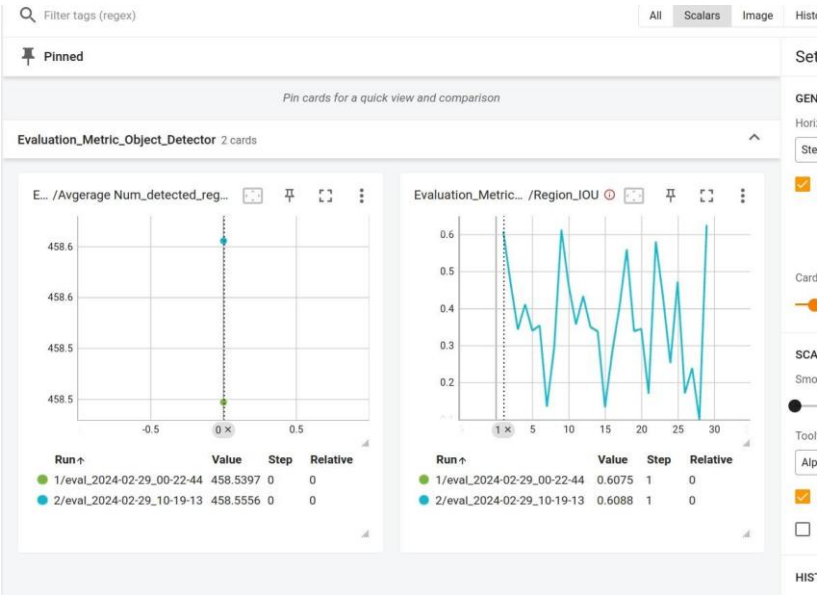 Filter tags (regex)
All Scalars Image Histo
Pinned
Set
Pin cards for a quick view and comparison
GEN
Horiz
Evaluation_Metric_Object_Detector 2 cards
Ste
E... /Avgerage Num_detected_reg...
458.6
458.6
458.5
458.5
-0.5 0 × 0.5
Run↑ Value Step Relative
1/eval_2024-02-29_00-22-44 458.5397 0 0
2/eval_2024-02-29_10-19-13 458.5556 0 0
Evaluation_Metric... /Region_IOU
0.6
0.5
0.4
0.3
0.2
1 × 5 10 15 20 25 30
Run↑ Value Step Relative
1/eval_2024-02-29_00-22-44 0.6075 1 0
2/eval_2024-02-29_10-19-13 0.6088 1 0
Card
SCA
Smo
Tool
Alp
HIST